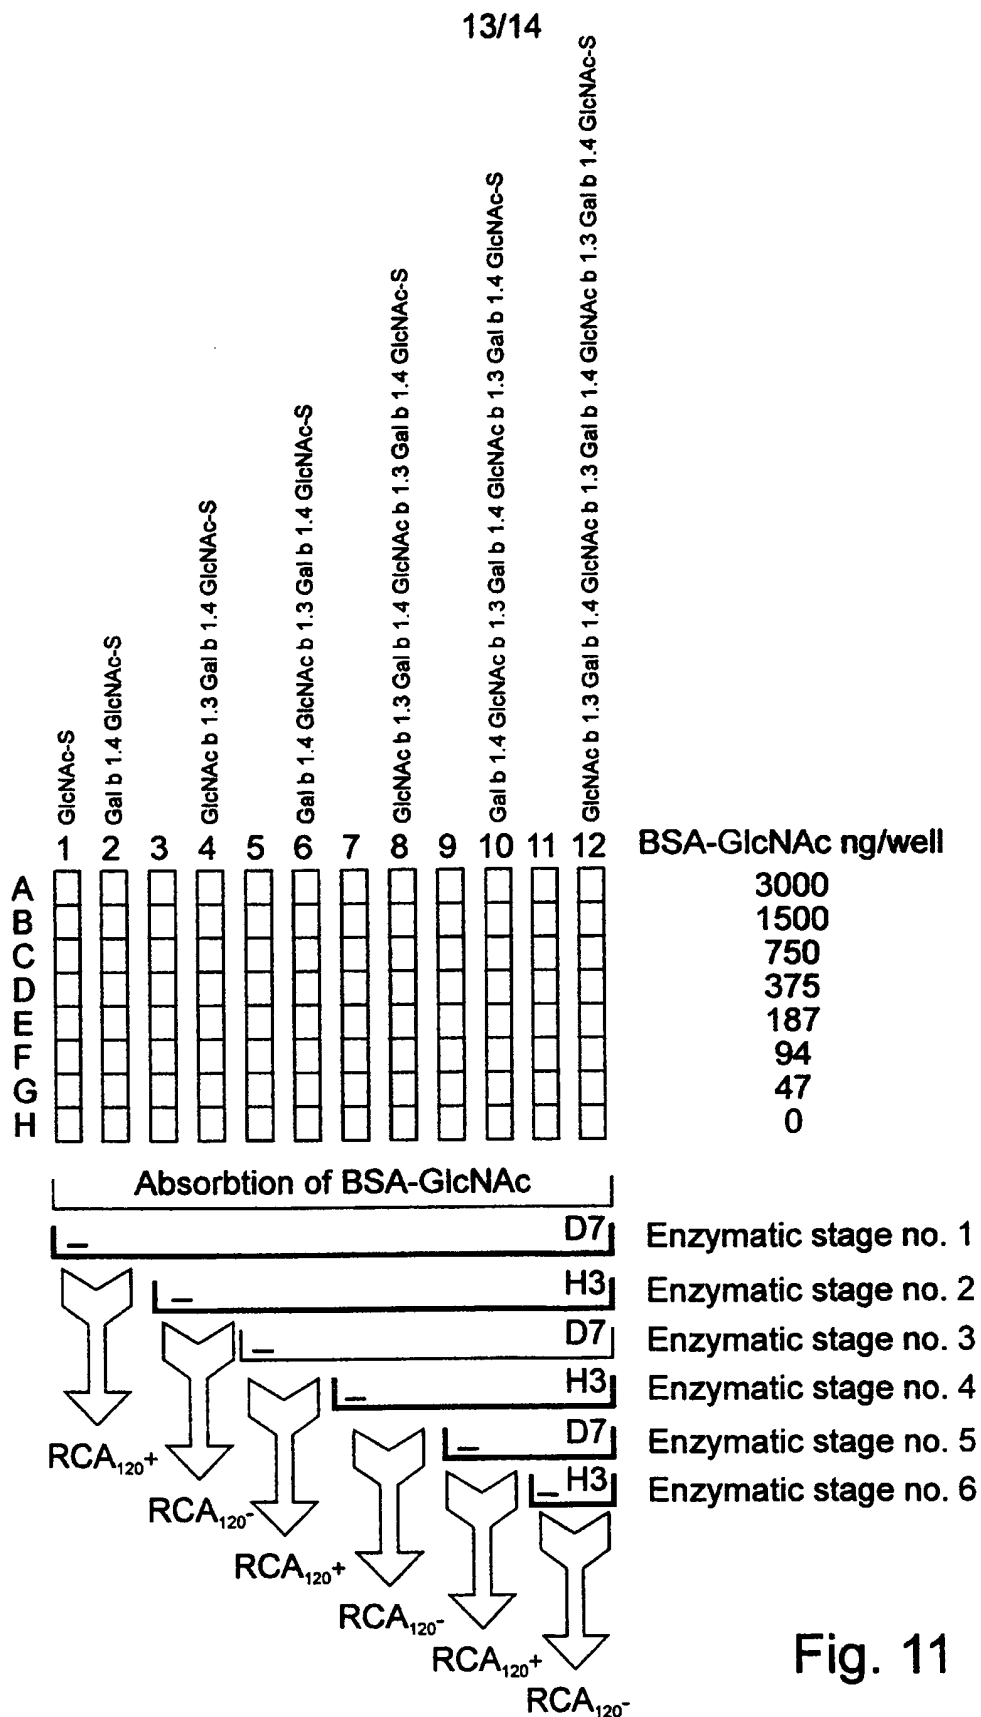 13/14
GlcNAc-S
Gal b 1.4 GlcNAc-S
GlcNAc b 1.3 Gal b 1.4 GlcNAc-S
Gal b 1.4 GlcNAc b 1.3 Gal b 1.4 GlcNAc-S
GlcNAc b 1.3 Gal b 1.4 GlcNAc b 1.3 Gal b 1.4 GlcNAc-S
Gal b 1.4 GlcNAc b 1.3 Gal b 1.4 GlcNAc b 1.3 Gal b 1.4 GlcNAc-S
GlcNAc b 1.3 Gal b 1.4 GlcNAc b 1.3 Gal b 1.4 GlcNAc b 1.3 Gal b 1.4 GlcNAc-S
1 2 3 4 5 6 7 8 9 10 11 12 BSA-GlcNAc ng/well
A 3000
B 1500
C 750
D 375
E 187
F 94
G 47
H 0
Absorbtion of BSA-GlcNAc
– D7 Enzymatic stage no. 1
– H3 Enzymatic stage no. 2
– D7 Enzymatic stage no. 3
– H3 Enzymatic stage no. 4
– D7 Enzymatic stage no. 5
– H3 Enzymatic stage no. 6
RCA₁₂₀+
RCA₁₂₀-
RCA₁₂₀+
RCA₁₂₀-
RCA₁₂₀+
RCA₁₂₀-
Fig. 11